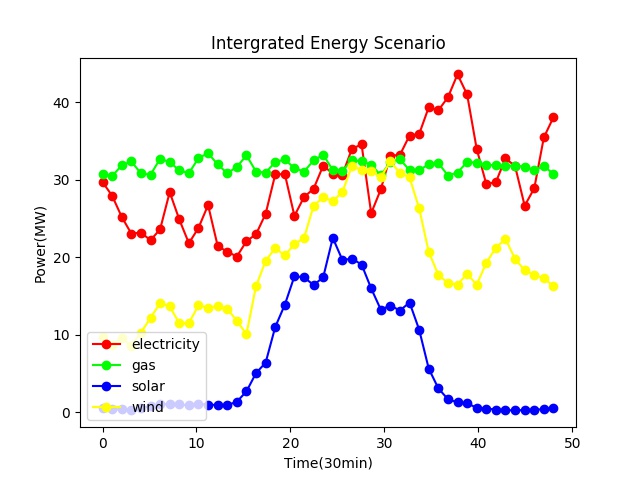 Intergrated Energy Scenario
Power(MW)
40
30
20
10
0
electricity
gas
solar
wind
0 10 20 30 40 50
Time(30min)